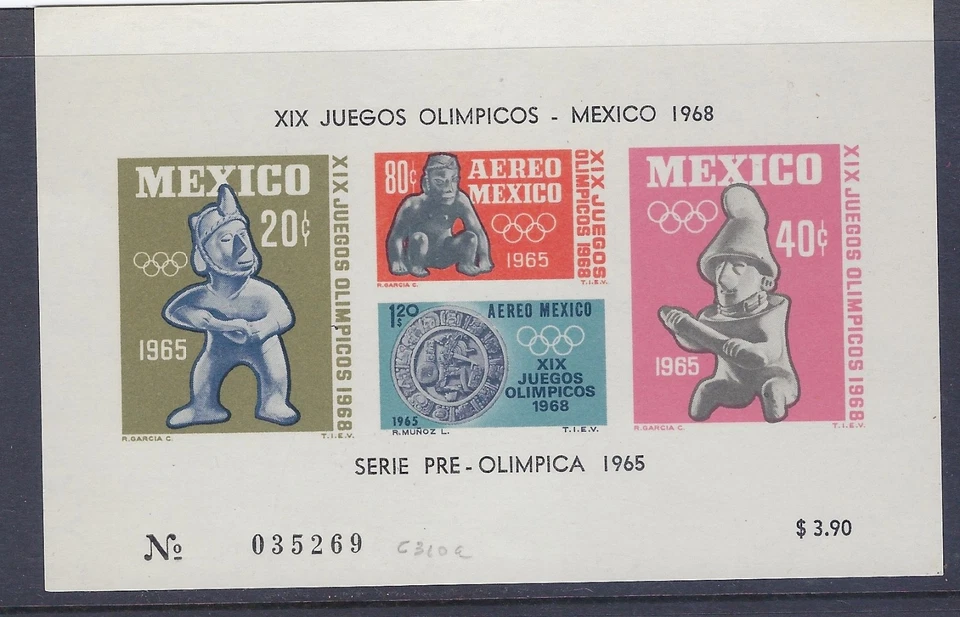 XIX JUEGOS OLIMPICOS - MEXICO 1968
MEXICO
20¢
1965
XIX JUEGOS OLIMPICOS 1968
R.GARCIA C.
T.I.E.V.
80¢
AEREO
MEXICO
1965
XIX JUEGOS
OLIMPICOS 1968
R.GARCIA C.
T.I.E.V.
1.20
$
AEREO MEXICO
XIX
JUEGOS
OLIMPICOS
1968
1965
R.MUÑOZ L.
T.I.E.V.
MEXICO
40¢
1965
XIX JUEGOS OLIMPICOS 1968
R.GARCIA C.
T.I.E.V.
SERIE PRE-OLIMPICA 1965
$ 3.90
No 035269 C310a